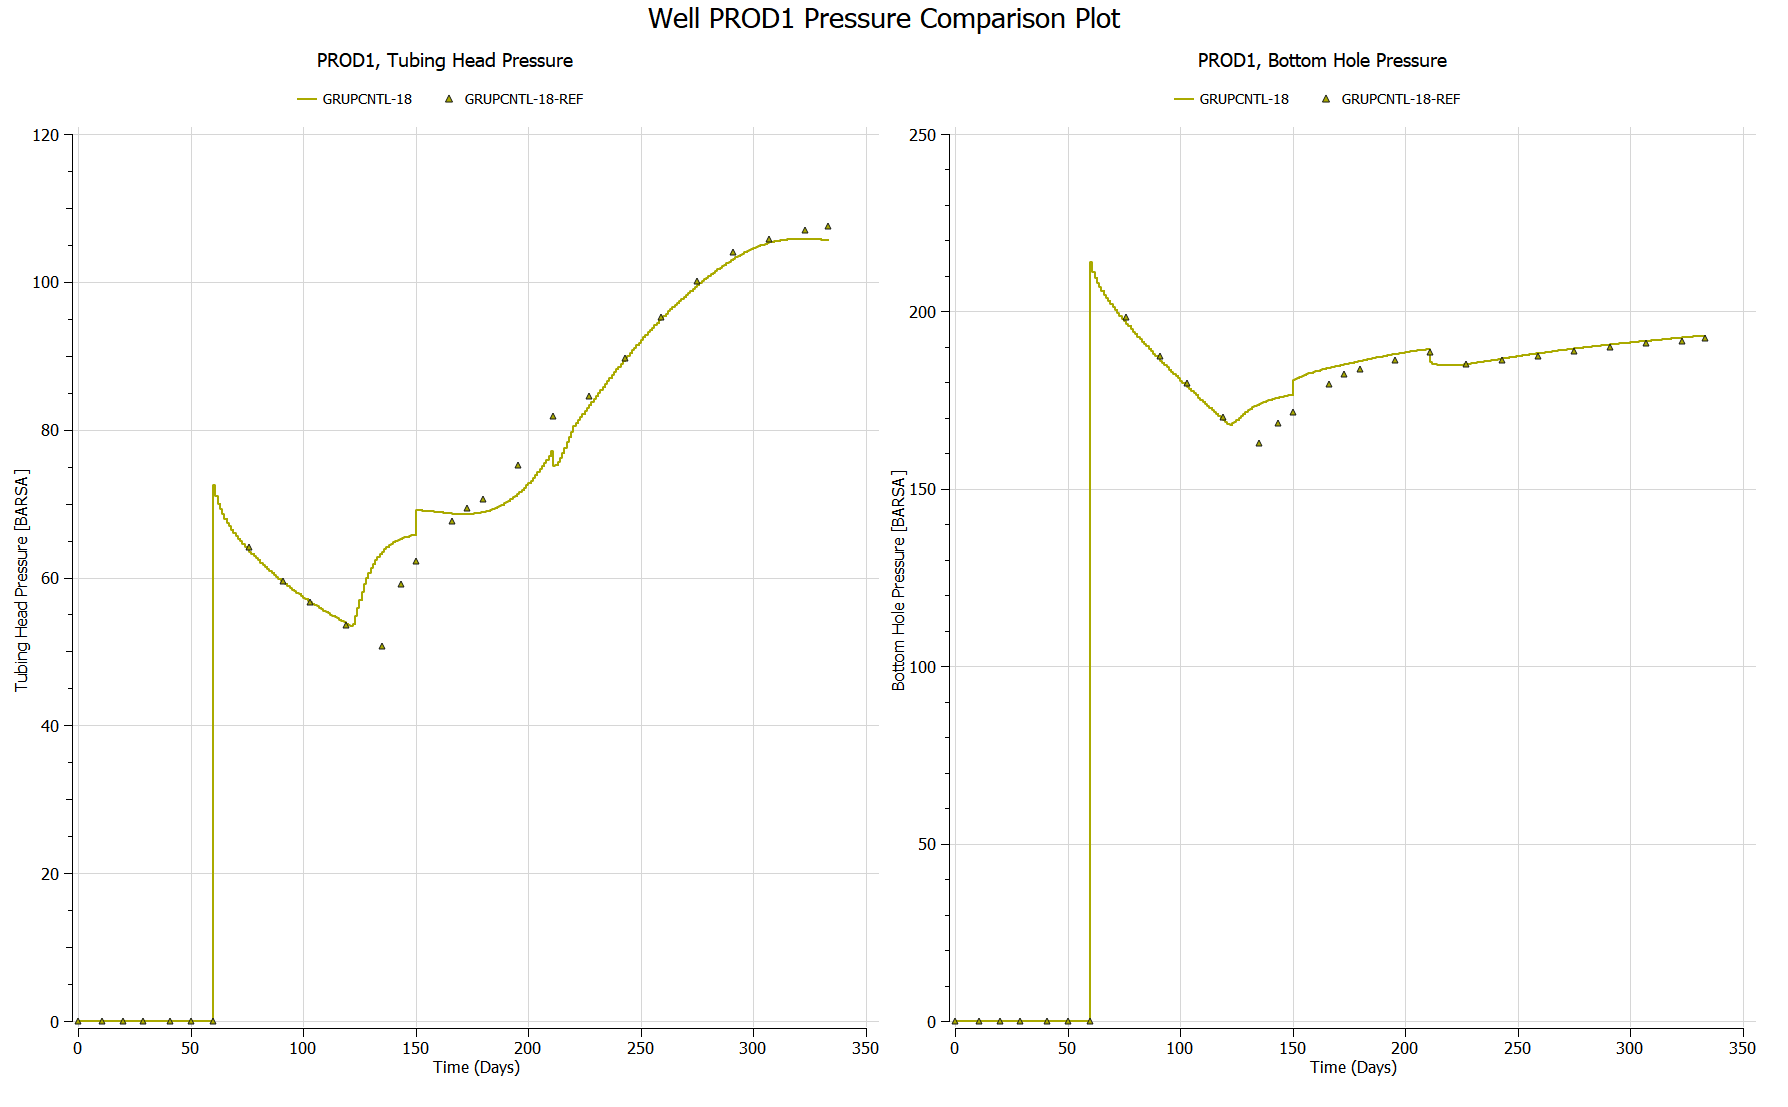 Well PROD1 Pressure Comparison Plot
PROD1, Tubing Head Pressure
GRUPCNTL-18 GRUPCNTL-18-REF
120
100
80
60
40
20
0
Tubing Head Pressure [BARSA]
0 50 100 150 200 250 300 350
Time (Days)
PROD1, Bottom Hole Pressure
GRUPCNTL-18 GRUPCNTL-18-REF
250
200
150
100
50
0
Bottom Hole Pressure [BARSA]
0 50 100 150 200 250 300 350
Time (Days)